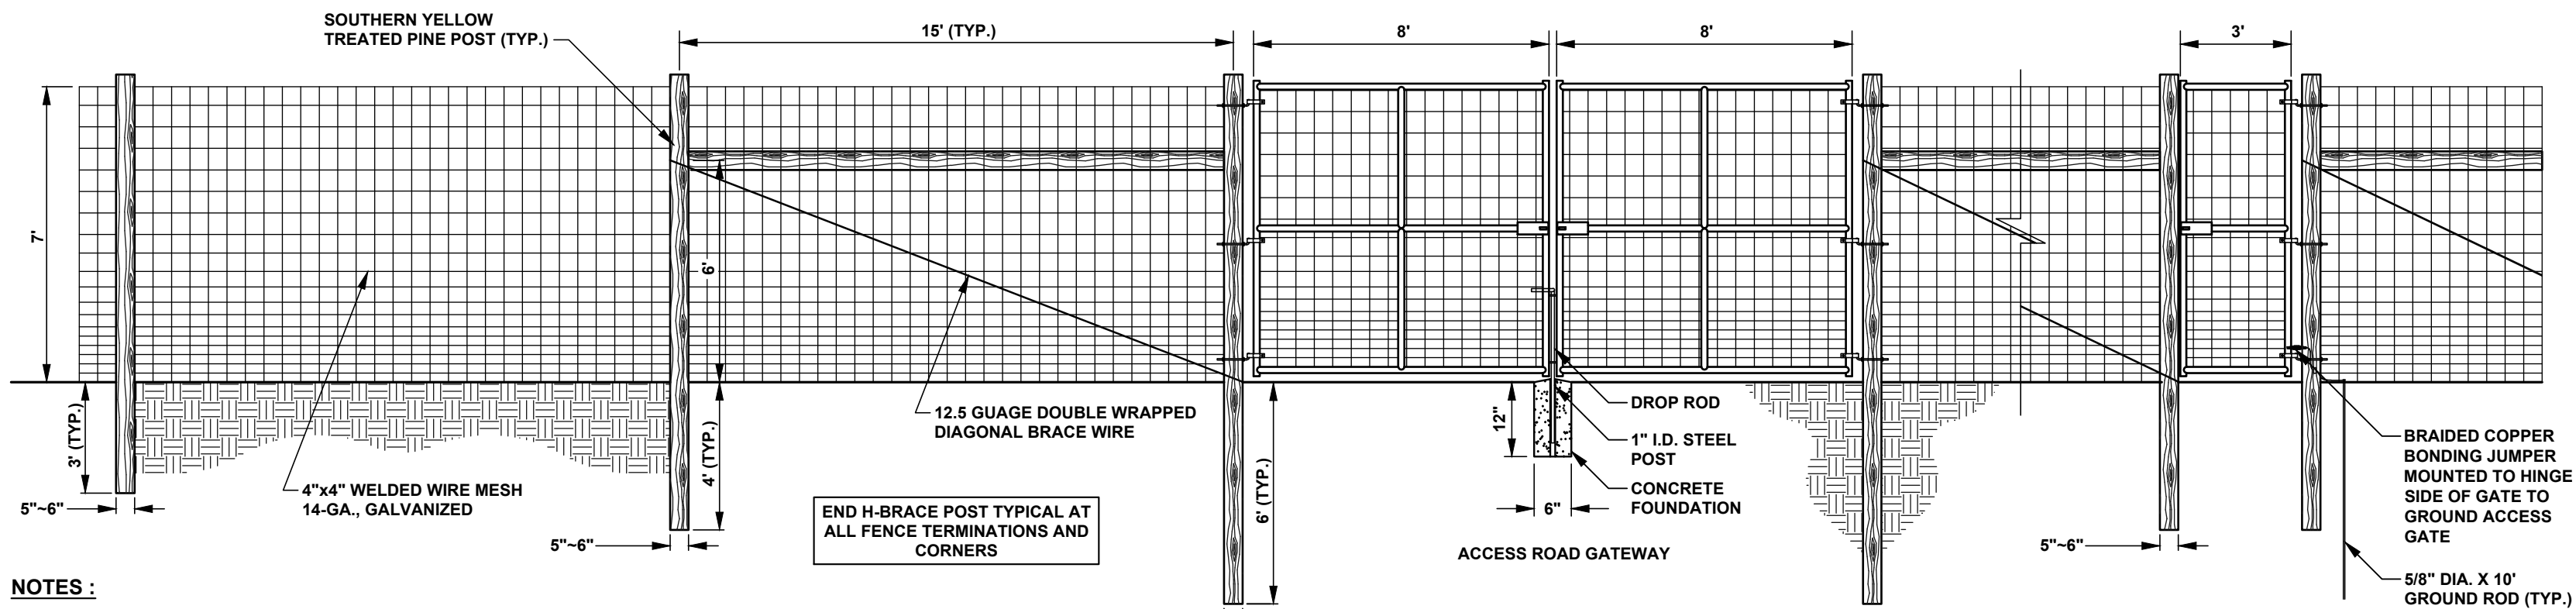 SOUTHERN YELLOW
TREATED PINE POST (TYP.)
15' (TYP.)
8'
8'
3'
7'
6'
3' (TYP.)
5"~6"
4"x4" WELDED WIRE MESH
14-GA., GALVANIZED
4' (TYP.)
5"~6"
12.5 GUAGE DOUBLE WRAPPED
DIAGONAL BRACE WIRE
END H-BRACE POST TYPICAL AT
ALL FENCE TERMINATIONS AND
CORNERS
6' (TYP.)
12"
6"
DROP ROD
1" I.D. STEEL
POST
CONCRETE
FOUNDATION
ACCESS ROAD GATEWAY
5"~6"
BRAIDED COPPER
BONDING JUMPER
MOUNTED TO HINGE
SIDE OF GATE TO
GROUND ACCESS
GATE
5/8" DIA. X 10'
GROUND ROD (TYP.)
NOTES :